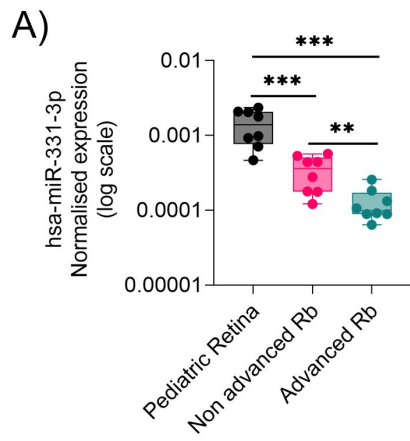 A)
hsa-miR-331-3p
Normalised expression
(log scale)
0.01
0.001
0.0001
0.00001
***
***
**
Pediatric Retina
Non advanced Rb
Advanced Rb